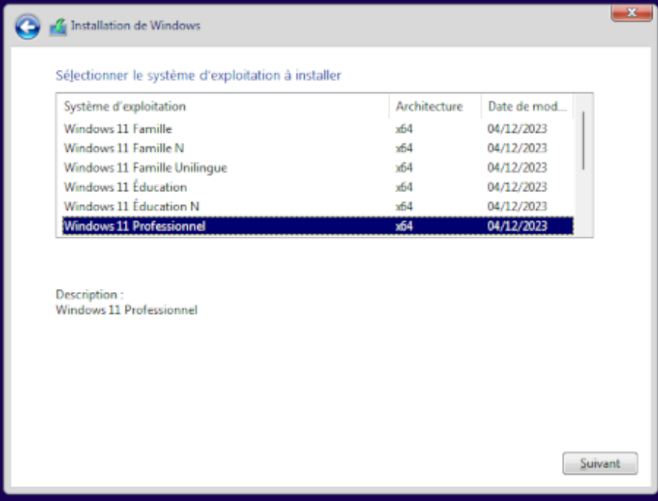 Installation de Windows
Sélectionner le système d'exploitation à installer
Système d'exploitation Architecture Date de mod...
Windows 11 Famille x64 04/12/2023
Windows 11 Famille N x64 04/12/2023
Windows 11 Famille Unilingue x64 04/12/2023
Windows 11 Éducation x64 04/12/2023
Windows 11 Éducation N x64 04/12/2023
Windows 11 Professionnel x64 04/12/2023
Description :
Windows 11 Professionnel
Suivant